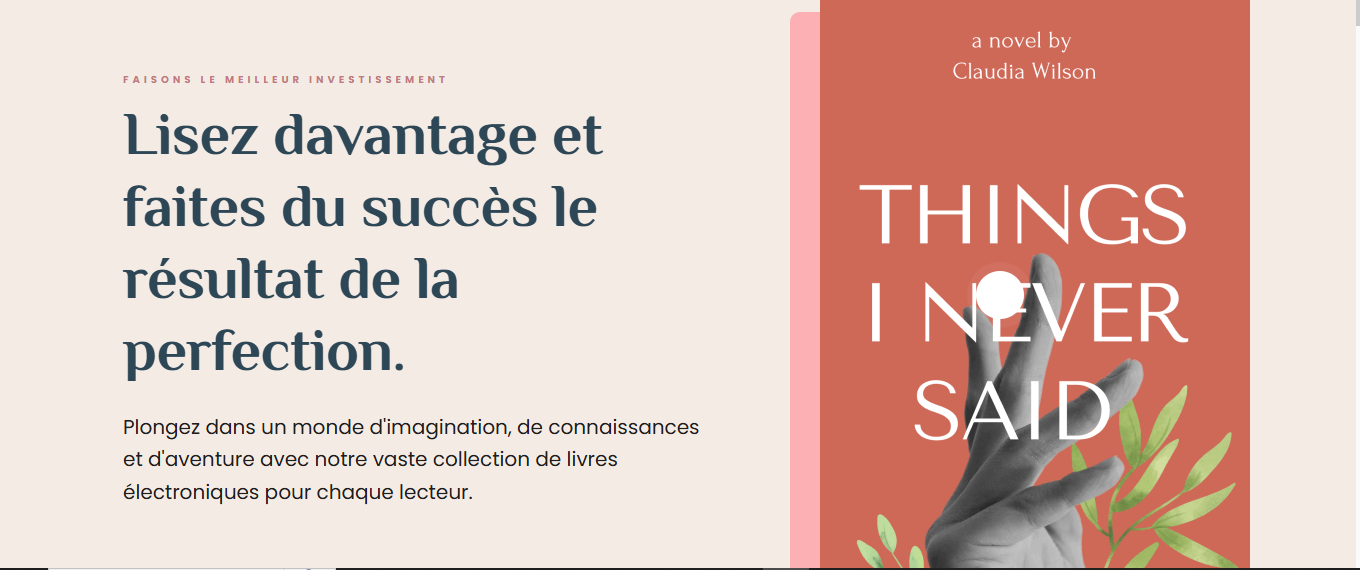 FAISONS LE MEILLEUR INVESTISSEMENT
Lisez davantage et
faites du succès le
résultat de la
perfection.
Plongez dans un monde d'imagination, de connaissances
et d'aventure avec notre vaste collection de livres
électroniques pour chaque lecteur.
a novel by
Claudia Wilson
THINGS
I NEVER
SAID